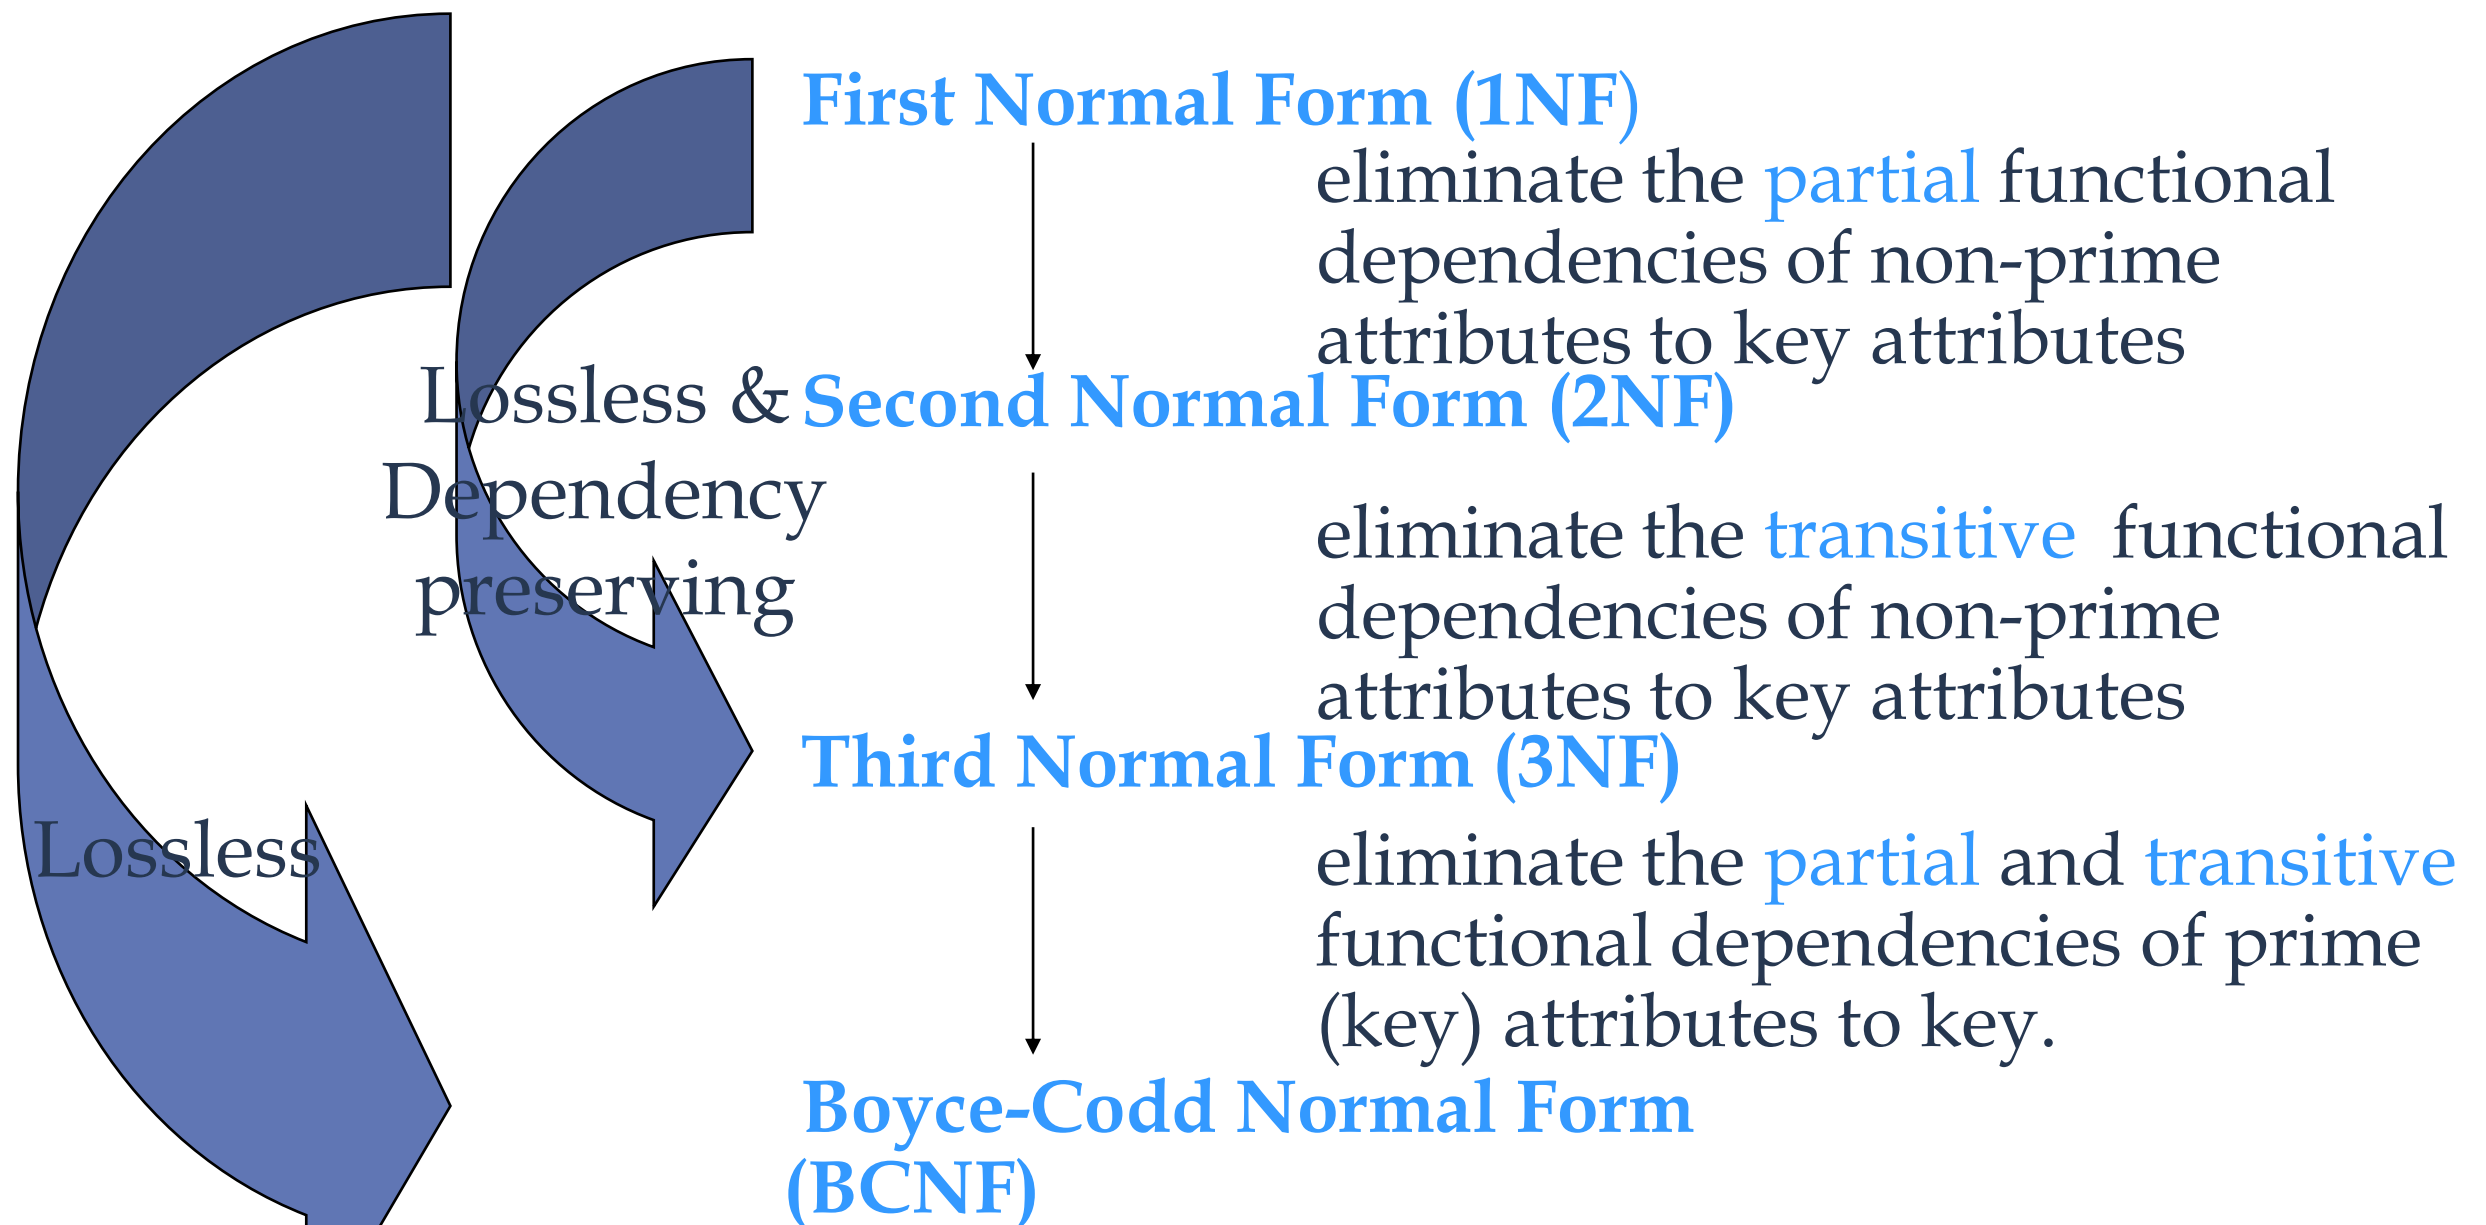 First Normal Form (1NF)
eliminate the partial functional
dependencies of non-prime
attributes to key attributes
Lossless &
Dependency
preserving
Second Normal Form (2NF)
eliminate the transitive functional
dependencies of non-prime
attributes to key attributes
Third Normal Form (3NF)
Lossless
eliminate the partial and transitive
functional dependencies of prime
(key) attributes to key.
Boyce-Codd Normal Form
(BCNF)